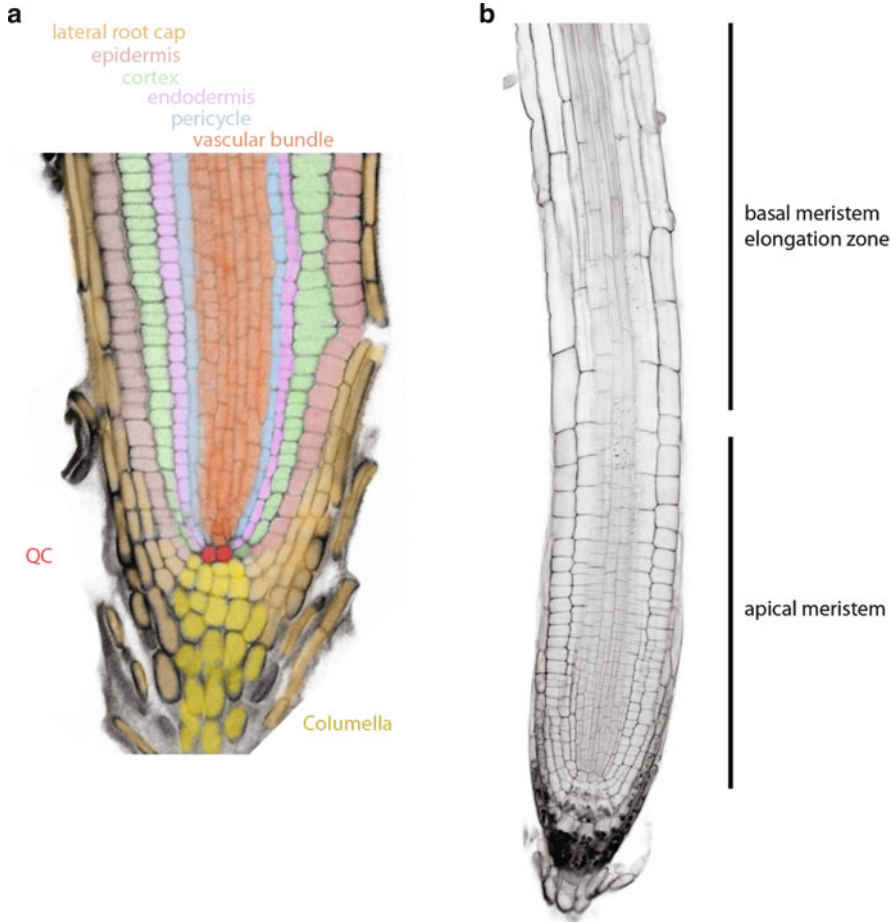 a
lateral root cap
epidermis
cortex
endodermis
pericycle
vascular bundle
QC
Columella
b
basal meristem
elongation zone
apical meristem